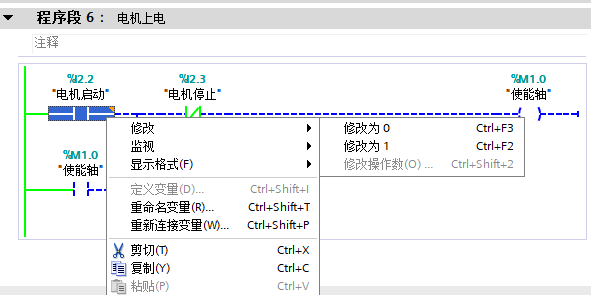 程序段 6： 电机上电
注释
%I2.2 %I2.3 %M1.0
"电机启动" "电机停止" "使能轴"
修改
修改为 0 Ctrl+F3
监视
修改为 1 Ctrl+F2
显示格式(F)
修改操作数(O) ... Ctrl+Shift+2
%M1.0
"使能轴"
定义变量(D)... Ctrl+Shift+I
重命名变量(R)... Ctrl+Shift+T
重新连接变量(W)... Ctrl+Shift+P
剪切(T) Ctrl+X
复制(Y) Ctrl+C
粘贴(P) Ctrl+V